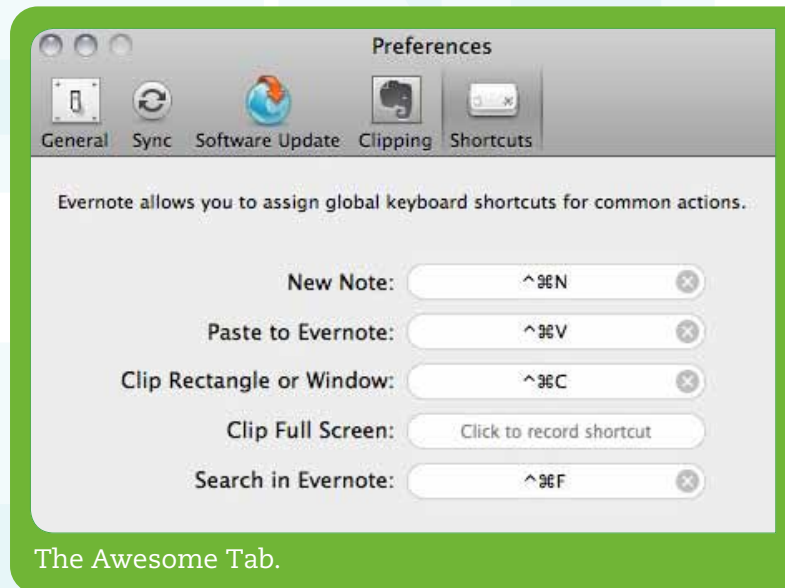 Preferences
General Sync Software Update Clipping Shortcuts
Evernote allows you to assign global keyboard shortcuts for common actions.
New Note: ^⌘N
Paste to Evernote: ^⌘V
Clip Rectangle or Window: ^⌘C
Clip Full Screen: Click to record shortcut
Search in Evernote: ^⌘F
The Awesome Tab.